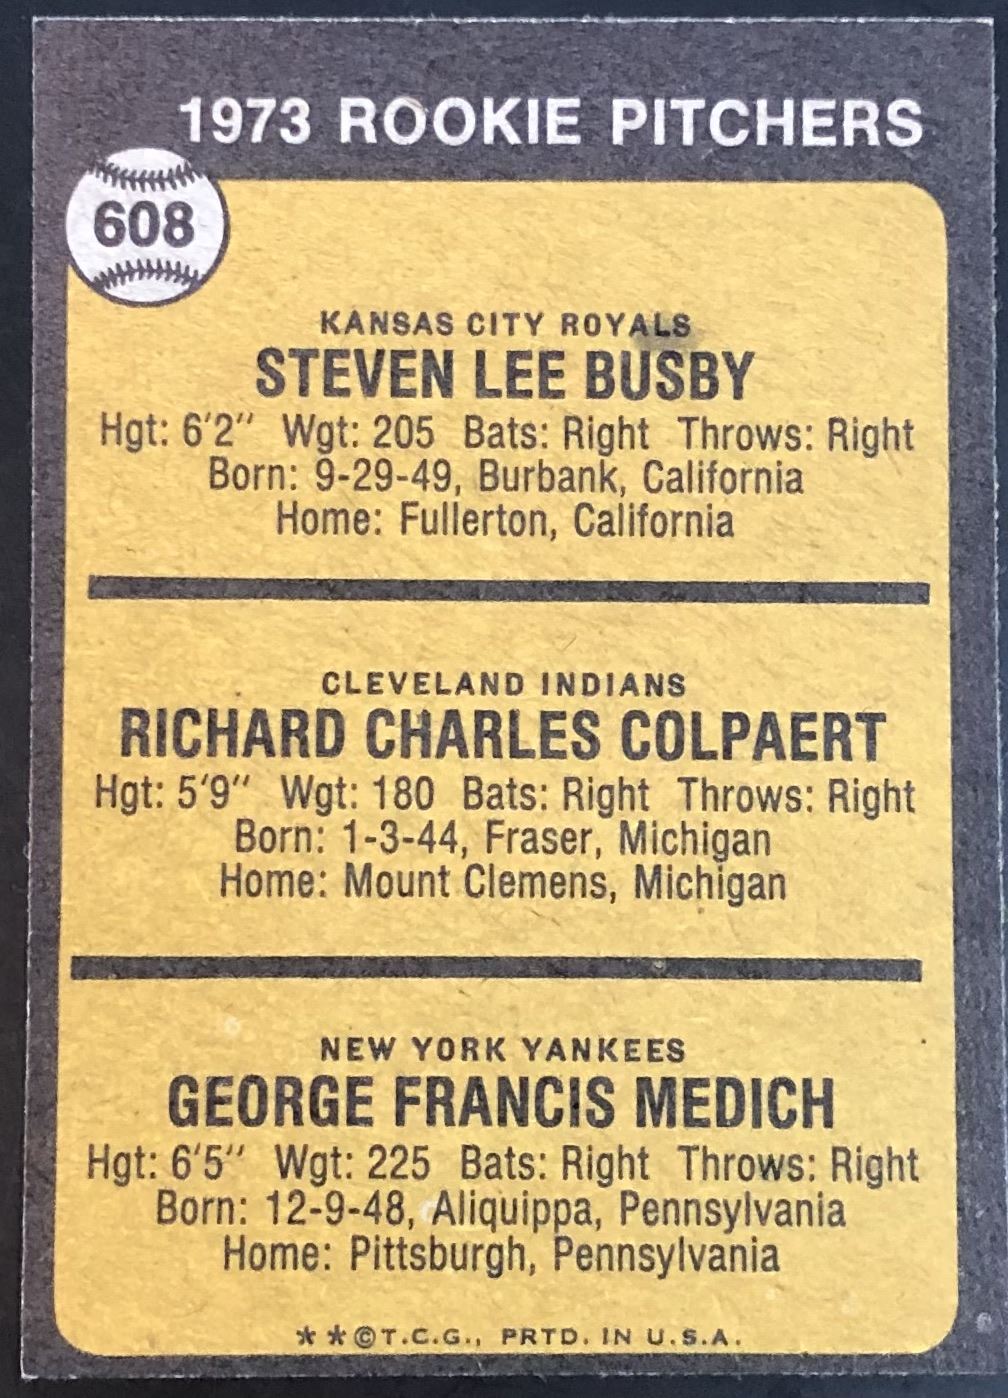 1973 ROOKIE PITCHERS
608
KANSAS CITY ROYALS
STEVEN LEE BUSBY
Hgt: 6'2" Wgt: 205 Bats: Right Throws: Right
Born: 9-29-49, Burbank, California
Home: Fullerton, California
CLEVELAND INDIANS
RICHARD CHARLES COLPAERT
Hgt: 5'9" Wgt: 180 Bats: Right Throws: Right
Born: 1-3-44, Fraser, Michigan
Home: Mount Clemens, Michigan
NEW YORK YANKEES
GEORGE FRANCIS MEDICH
Hgt: 6'5" Wgt: 225 Bats: Right Throws: Right
Born: 12-9-48, Aliquippa, Pennsylvania
Home: Pittsburgh, Pennsylvania
* * © T.C.G., PRTD. IN U.S.A.